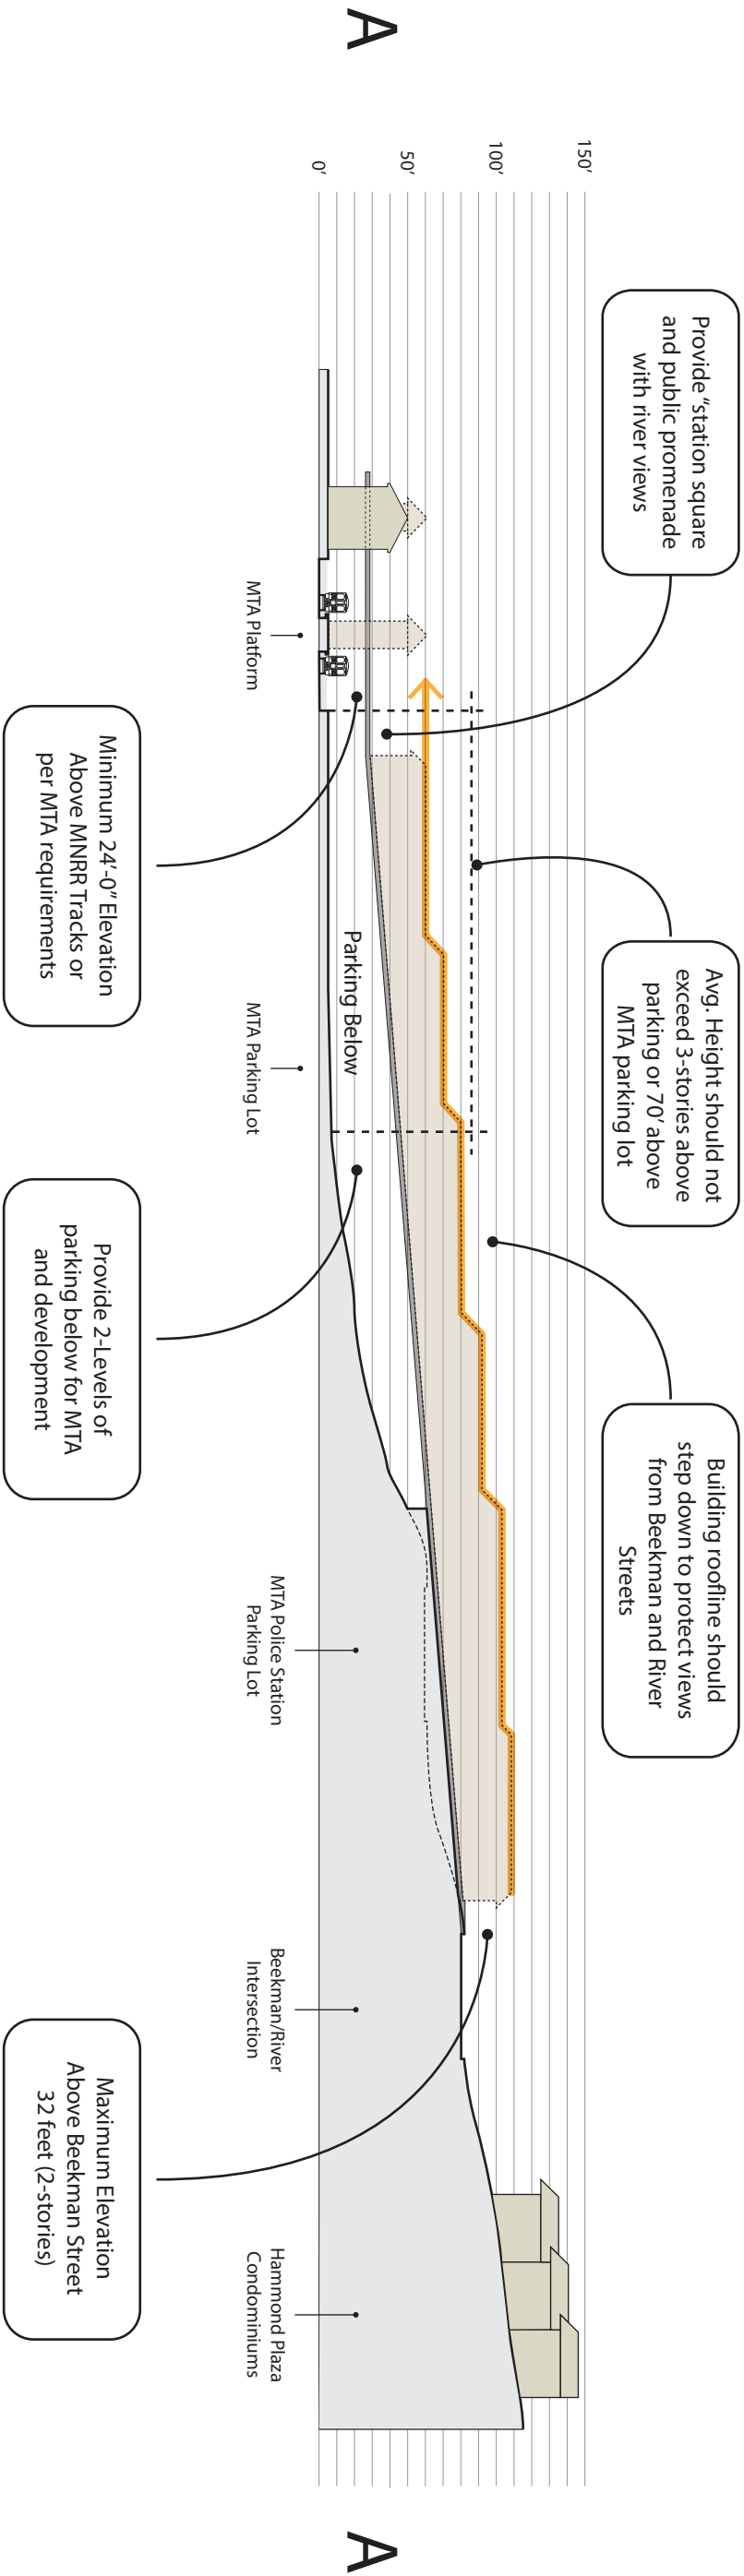 A
150'
100'
50'
0'
Provide “station square
and public promenade
with river views
Avg. Height should not
exceed 3-stories above
parking or 70' above
MTA parking lot
Building roofline should
step down to protect views
from Beekman and River
Streets
Parking Below
MTA Platform
MTA Parking Lot
MTA Police Station
Parking Lot
Beekman/River
Intersection
Hammond Plaza
Condominiums
Minimum 24'-0" Elevation
Above MNRR Tracks or
per MTA requirements
Provide 2-Levels of
parking below for MTA
and development
Maximum Elevation
Above Beekman Street
32 feet (2-stories)
A